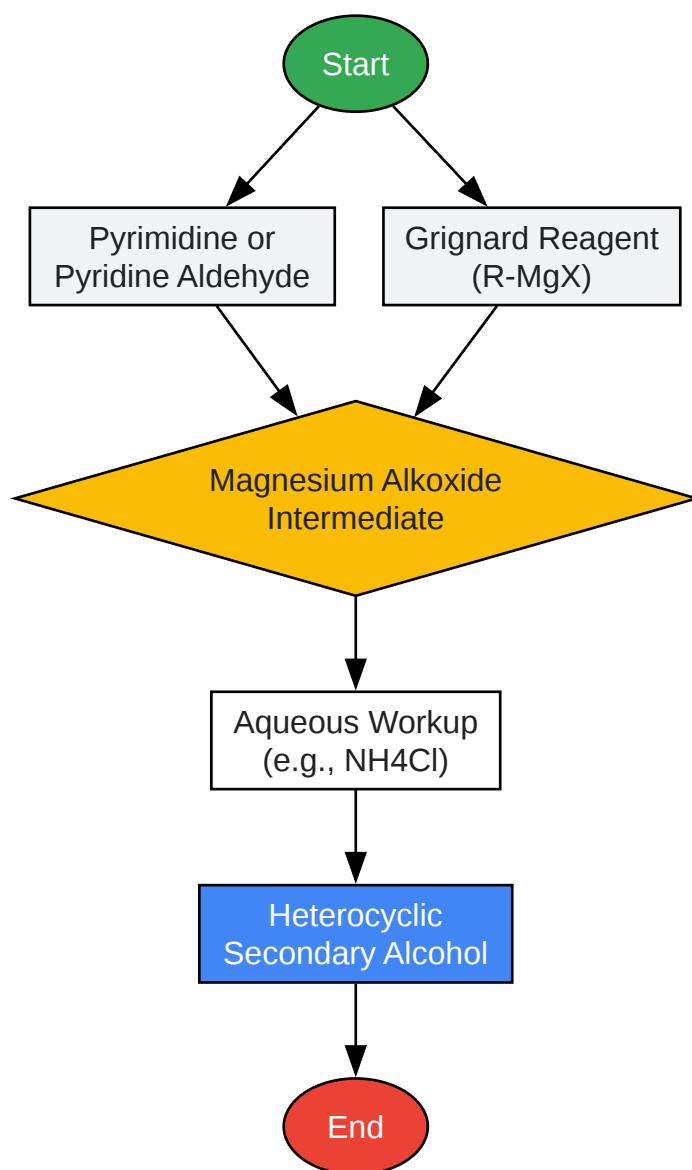 Start
Pyrimidine or
Pyridine Aldehyde
Grignard Reagent
(R-MgX)
Magnesium Alkoxide
Intermediate
Aqueous Workup
(e.g., NH4Cl)
Heterocyclic
Secondary Alcohol
End